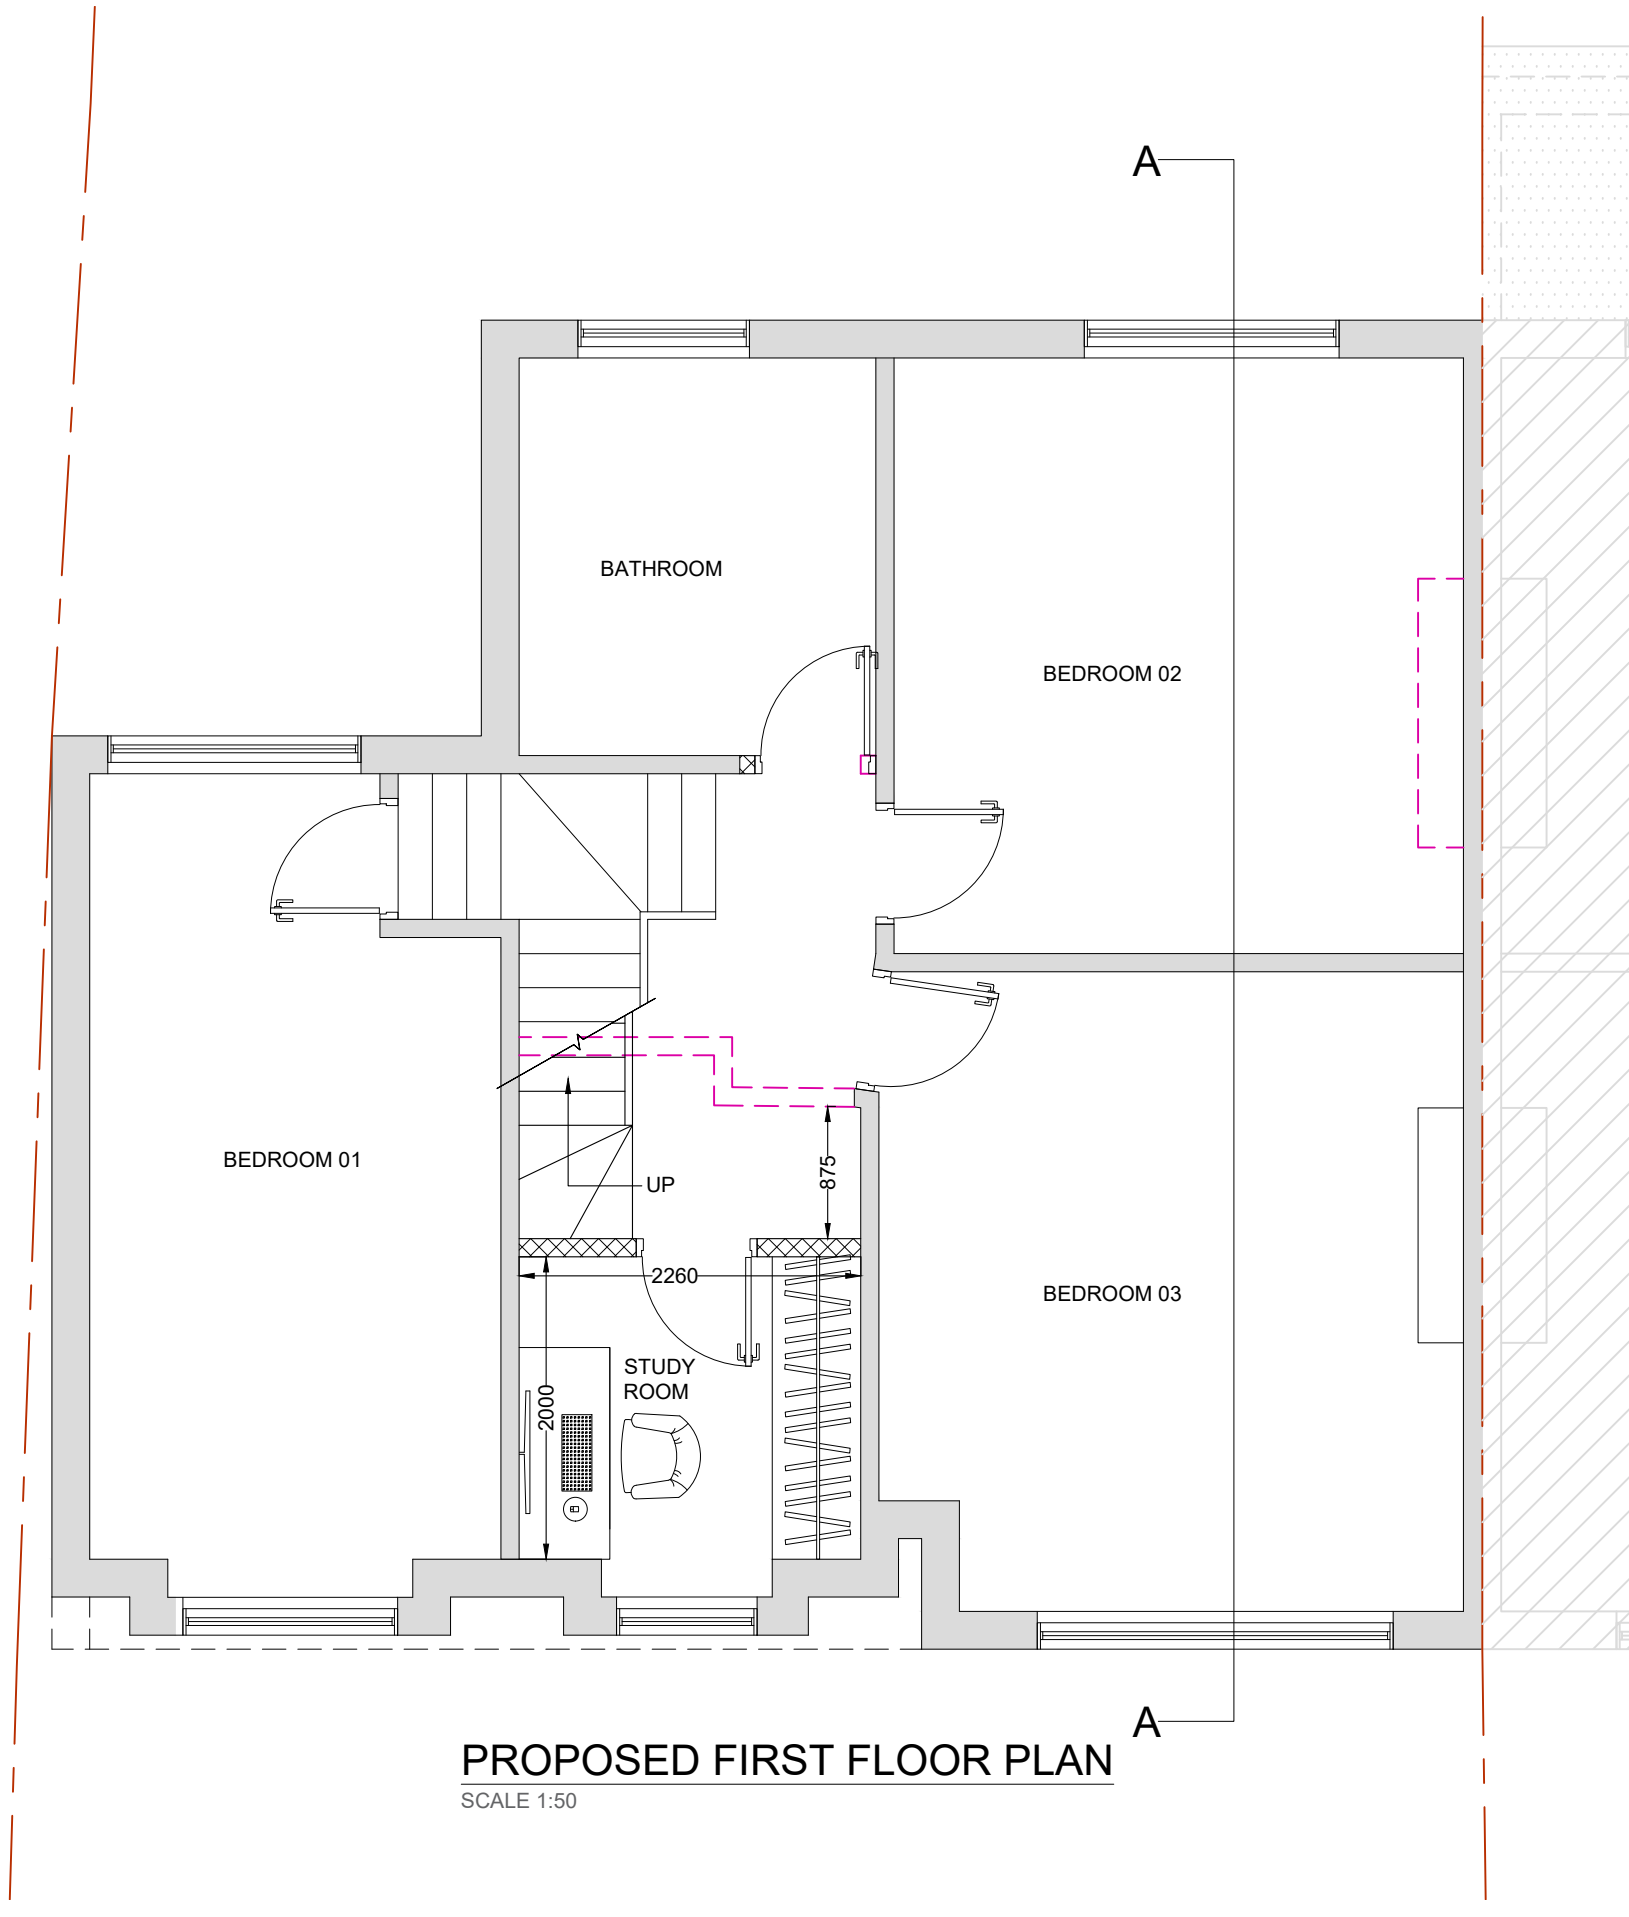 A
BATHROOM
BEDROOM 02
BEDROOM 01
875
UP
2260
BEDROOM 03
STUDY
ROOM
2000
A
PROPOSED FIRST FLOOR PLAN
SCALE 1:50